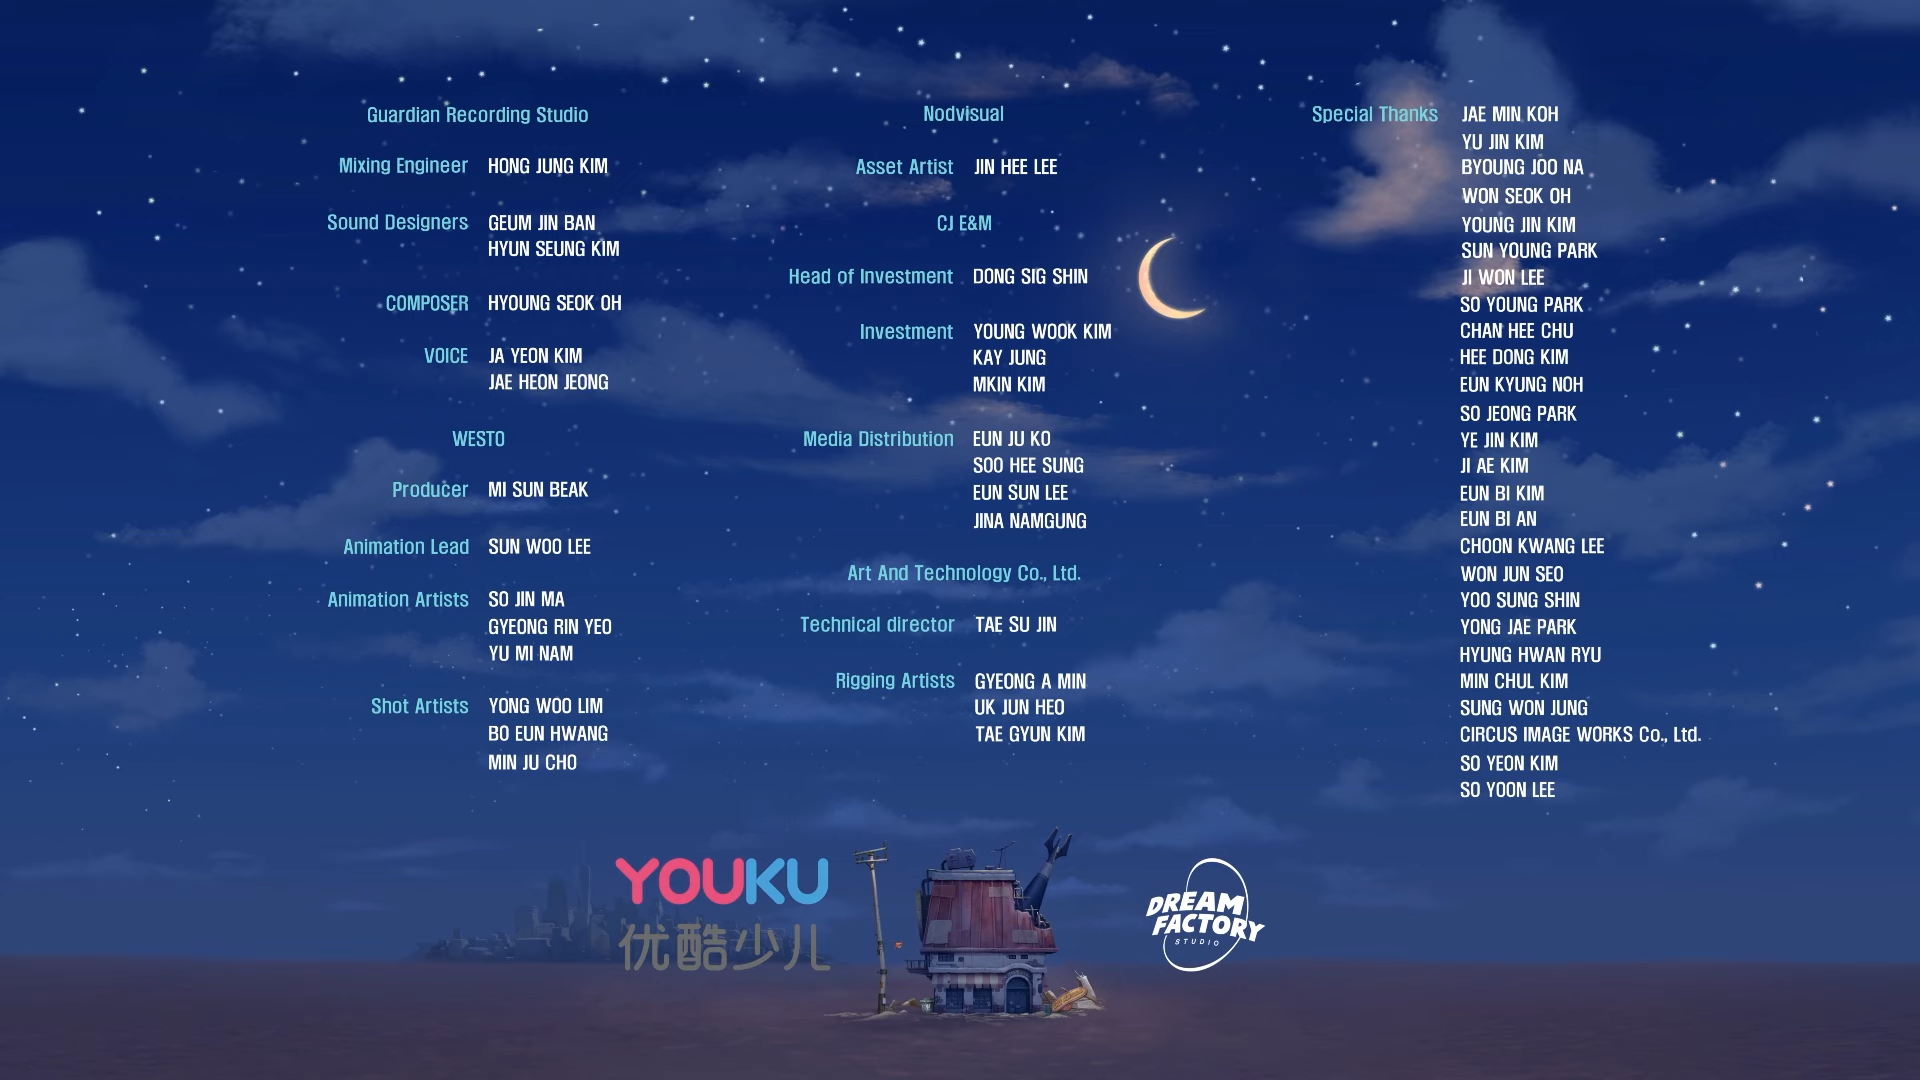 Guardian Recording Studio
Mixing Engineer HONG JUNG KIM
Sound Designers GEUM JIN BAN
HYUN SEUNG KIM
COMPOSER HYOUNG SEOK OH
VOICE JA YEON KIM
JAE HEON JEONG
WESTO
Producer MI SUN BEAK
Animation Lead SUN WOO LEE
Animation Artists SO JIN MA
GYEONG RIN YEO
YU MI NAM
Shot Artists YONG WOO LIM
BO EUN HWANG
MIN JU CHO
Nodvisual
Asset Artist JIN HEE LEE
CJ E&M
Head of Investment DONG SIG SHIN
Investment YOUNG WOOK KIM
KAY JUNG
MKIN KIM
Media Distribution EUN JU KO
SOO HEE SUNG
EUN SUN LEE
JINA NAMGUNG
Art And Technology Co., Ltd.
Technical director TAE SU JIN
Rigging Artists GYEONG A MIN
UK JUN HEO
TAE GYUN KIM
Special Thanks JAE MIN KOH
YU JIN KIM
BYOUNG JOO NA
WON SEOK OH
YOUNG JIN KIM
SUN YOUNG PARK
JI WON LEE
SO YOUNG PARK
CHAN HEE CHU
HEE DONG KIM
EUN KYUNG NOH
SO JEONG PARK
YE JIN KIM
JI AE KIM
EUN BI KIM
EUN BI AN
CHOON KWANG LEE
WON JUN SEO
YOO SUNG SHIN
YONG JAE PARK
HYUNG HWAN RYU
MIN CHUL KIM
SUNG WON JUNG
CIRCUS IMAGE WORKS Co., Ltd.
SO YEON KIM
SO YOON LEE
YOUKU
优酷少儿
DREAM
FACTORY
STUDIO